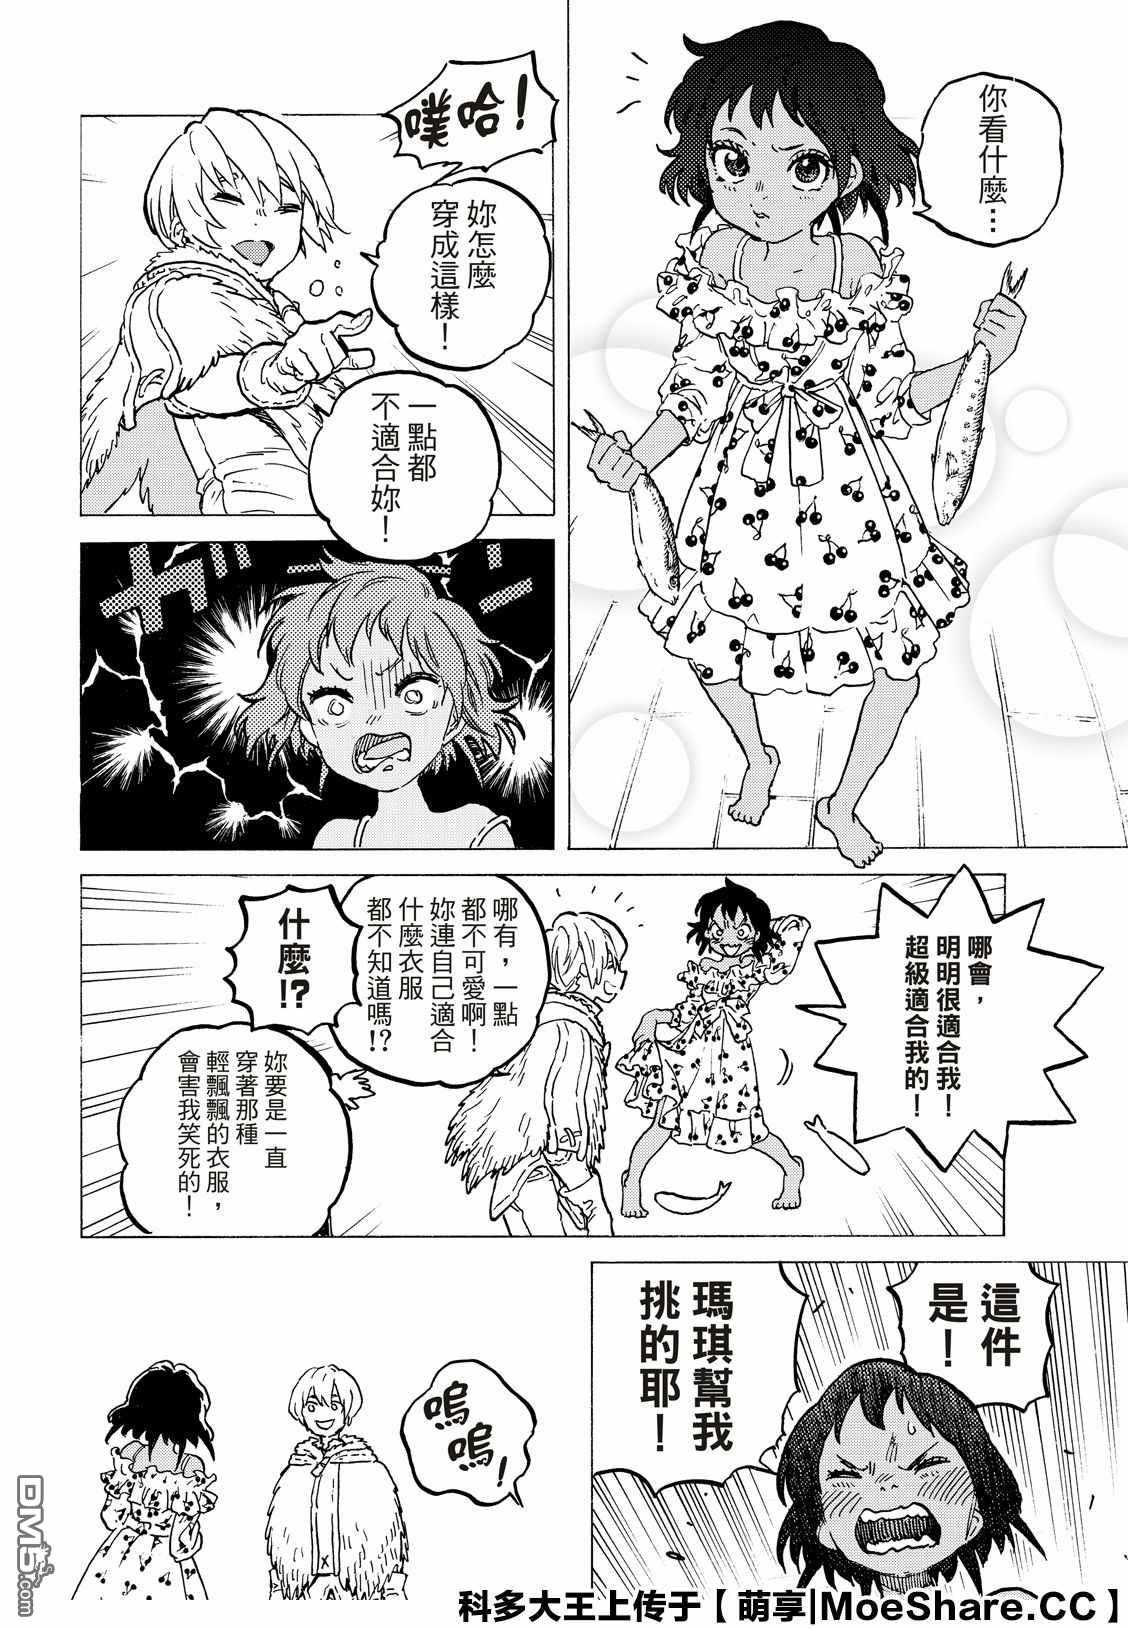 你看什麼…
噗哈！
妳怎麼
穿成這樣！
一點都
不適合妳！
ガーン
哪會，
明明很適合我！
超級適合我的！
哪有，一點
都不可愛啊！
妳連自己適合
什麼衣服
都不知道嗎!?
什麼!?
妳要是一直
穿著那種
輕飄飄的衣服，
會害我笑死的！
這件
是！
瑪琪幫我
挑的耶！
嗚嗚！
DM5.com
科多大王上传于【萌享|MoeShare.CC】